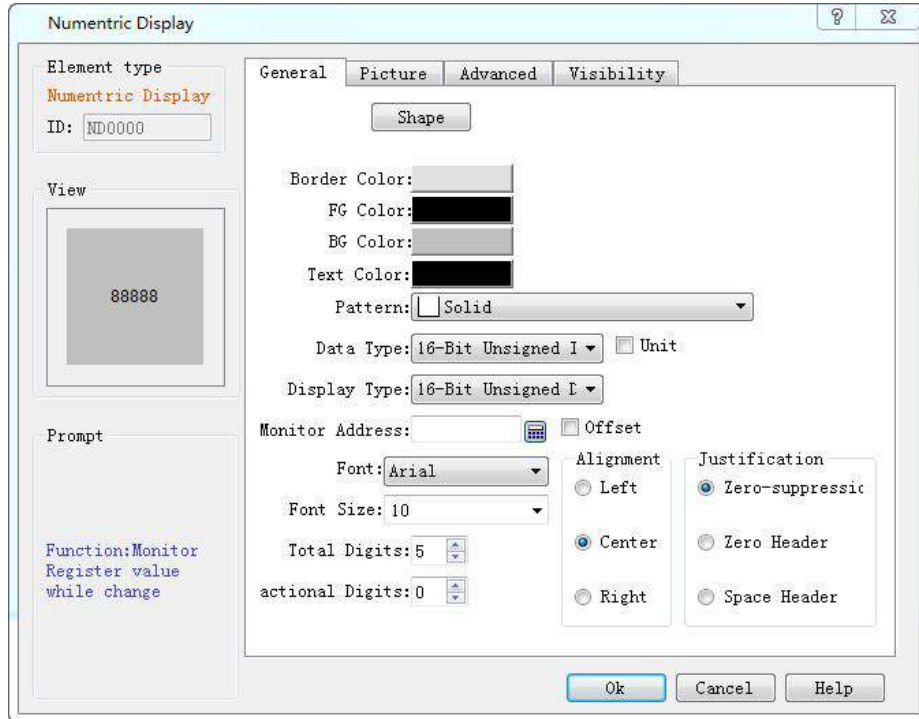 Numentric Display
Element type
Numentric Display
ID: ND0000
View
88888
Prompt
Function:Monitor
Register value
while change
General Picture Advanced Visibility
Shape
Border Color:
FG Color:
BG Color:
Text Color:
Pattern: Solid
Data Type: 16-Bit Unsigned I Unit
Display Type: 16-Bit Unsigned D
Monitor Address: Offset
Font: Arial
Font Size: 10
Total Digits: 5
actional Digits: 0
Alignment
Left
Center
Right
Justification
Zero-suppressic
Zero Header
Space Header
Ok Cancel Help